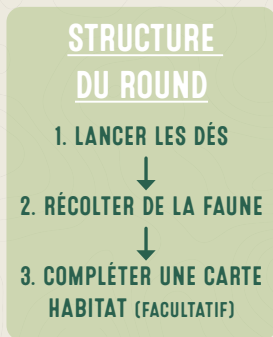 STRUCTURE
DU ROUND
1. LANCER LES DÉS
2. RÉCOLTER DE LA FAUNE
3. COMPLÉTER UNE CARTE
HABITAT (FACULTATIF)